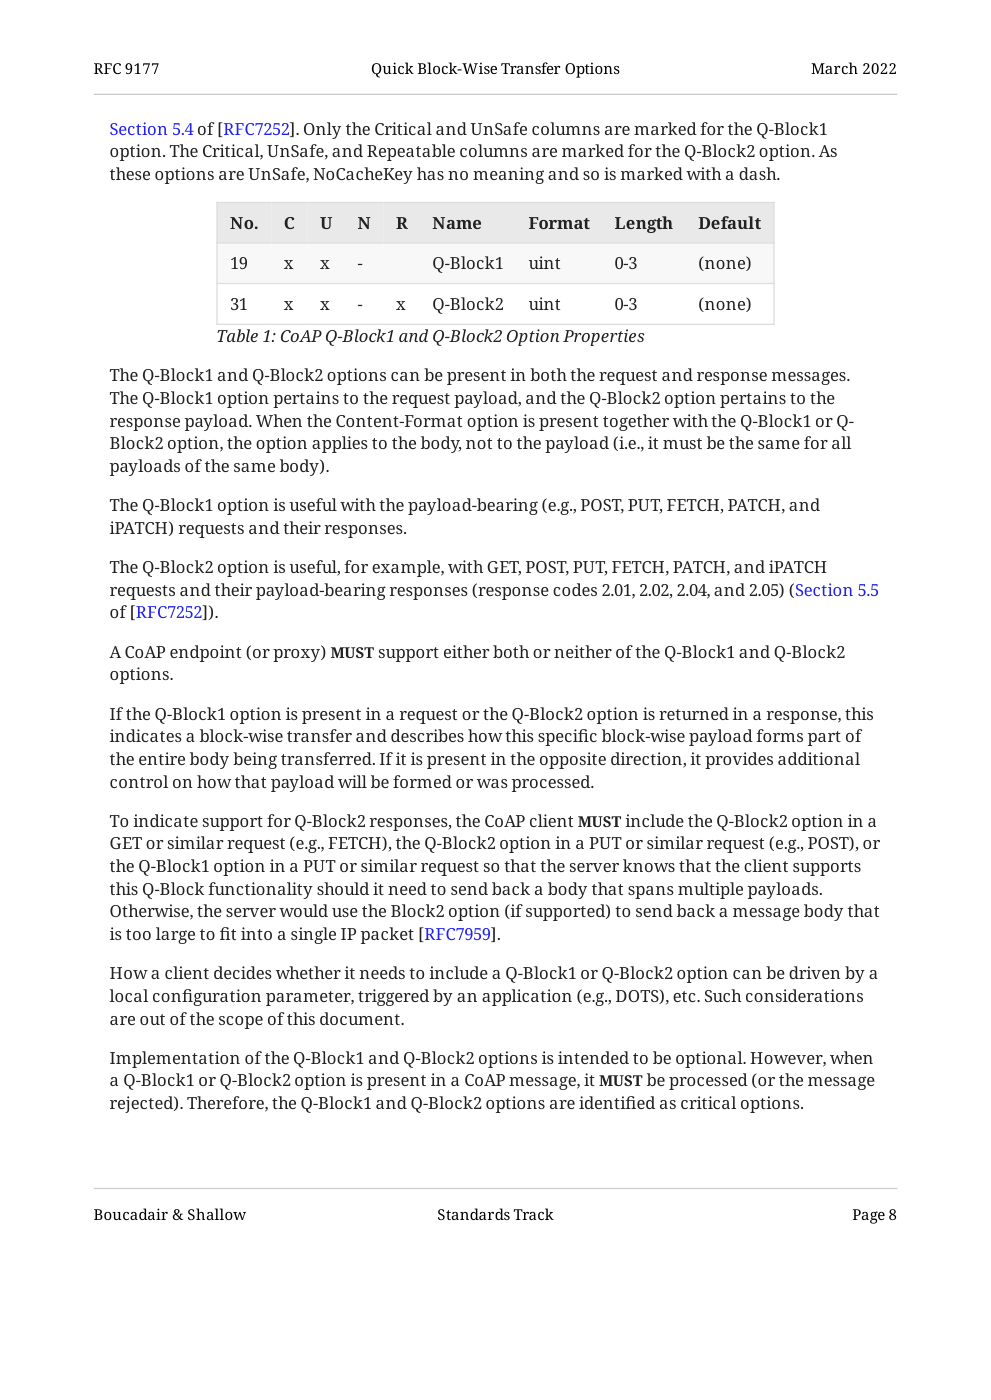 RFC 9177 Quick Block-Wise Transfer Options March 2022
Section 5.4 of [RFC7252]. Only the Critical and UnSafe columns are marked for the Q-Block1
option. The Critical, UnSafe, and Repeatable columns are marked for the Q-Block2 option. As
these options are UnSafe, NoCacheKey has no meaning and so is marked with a dash.
No. C U N R Name Format Length Default
19 x x - Q-Block1 uint 0-3 (none)
31 x x - x Q-Block2 uint 0-3 (none)
Table 1: CoAP Q-Block1 and Q-Block2 Option Properties
The Q-Block1 and Q-Block2 options can be present in both the request and response messages.
The Q-Block1 option pertains to the request payload, and the Q-Block2 option pertains to the
response payload. When the Content-Format option is present together with the Q-Block1 or Q-
Block2 option, the option applies to the body, not to the payload (i.e., it must be the same for all
payloads of the same body).
The Q-Block1 option is useful with the payload-bearing (e.g., POST, PUT, FETCH, PATCH, and
iPATCH) requests and their responses.
The Q-Block2 option is useful, for example, with GET, POST, PUT, FETCH, PATCH, and iPATCH
requests and their payload-bearing responses (response codes 2.01, 2.02, 2.04, and 2.05) (Section 5.5
of [RFC7252]).
A CoAP endpoint (or proxy) MUST support either both or neither of the Q-Block1 and Q-Block2
options.
If the Q-Block1 option is present in a request or the Q-Block2 option is returned in a response, this
indicates a block-wise transfer and describes how this specific block-wise payload forms part of
the entire body being transferred. If it is present in the opposite direction, it provides additional
control on how that payload will be formed or was processed.
To indicate support for Q-Block2 responses, the CoAP client MUST include the Q-Block2 option in a
GET or similar request (e.g., FETCH), the Q-Block2 option in a PUT or similar request (e.g., POST), or
the Q-Block1 option in a PUT or similar request so that the server knows that the client supports
this Q-Block functionality should it need to send back a body that spans multiple payloads.
Otherwise, the server would use the Block2 option (if supported) to send back a message body that
is too large to fit into a single IP packet [RFC7959].
How a client decides whether it needs to include a Q-Block1 or Q-Block2 option can be driven by a
local configuration parameter, triggered by an application (e.g., DOTS), etc. Such considerations
are out of the scope of this document.
Implementation of the Q-Block1 and Q-Block2 options is intended to be optional. However, when
a Q-Block1 or Q-Block2 option is present in a CoAP message, it MUST be processed (or the message
rejected). Therefore, the Q-Block1 and Q-Block2 options are identified as critical options.
Boucadair & Shallow Standards Track Page 8